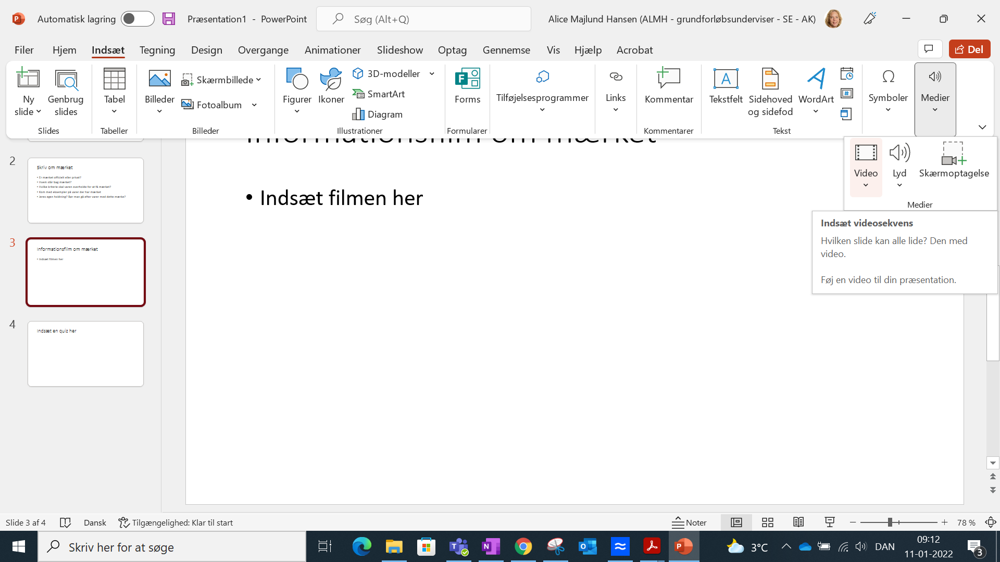 Automatisk lagring
Præsentation1 - PowerPoint
Søg (Alt+Q)
Alice Majlund Hansen (ALMH - grundforløbsunderviser - SE - AK)
Filer Hjem Indsæt Tegning Design Overgange Animationer Slideshow Optag Gennemse Vis Hjælp Acrobat
Del
Ny
slide
Genbrug
slides
Slides
Tabel
Tabeller
Billeder
Skærmbillede
Fotoalbum
Billeder
Figurer
Ikoner
3D-modeller
SmartArt
Diagram
Illustrationer
Forms
Formularer
Tilføjelsesprogrammer
Links
Kommentar
Kommentarer
Tekstfelt
Sidehoved
og sidefod
WordArt
Tekst
Symboler
Medier
Video
Lyd
Skærmoptagelse
Medier
Indsæt videosekvens
Hvilken slide kan alle lide? Den med
video.
Føj en video til din præsentation.
2
Skriv om mærket
• Er mærket officielt eller privat?
• Hvem står bag mærket?
• Hvilke kriterie skal varen overholde for at få mærket?
• Kom med eksempler på varer der har mærket
• Jeres egen holdning? Bør man gå efter varer med dette mærke?
3
Informationsfilm om mærket
• Indsæt filmen her
4
Indsæt en quiz her
Informationsfilm om mærket
• Indsæt filmen her
Slide 3 af 4
Dansk
Tilgængelighed: Klar til start
Noter
78 %
Skriv her for at søge
3°C
DAN
09:12
11-01-2022
3